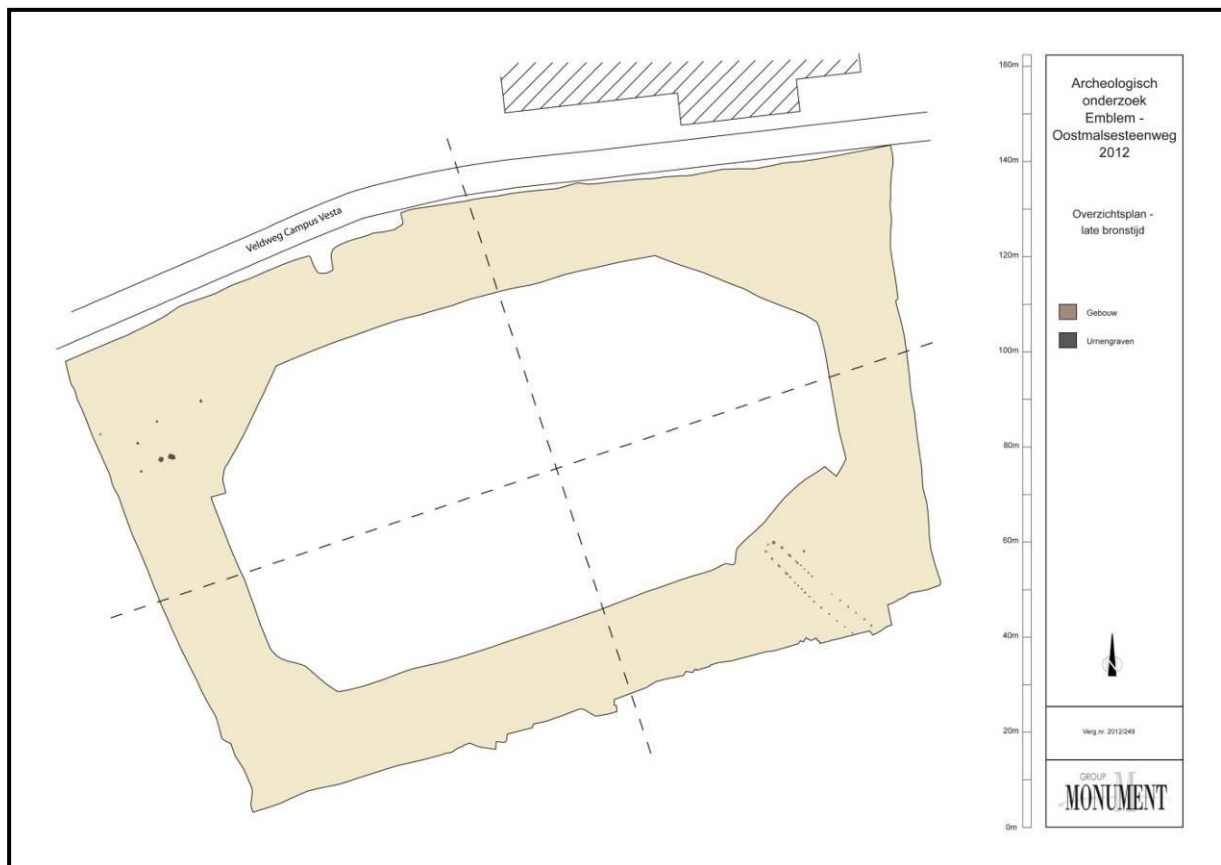 Veldweg Campus Vesta
160m
140m
120m
100m
80m
60m
40m
20m
0m
Archeologisch
onderzoek
Emblem -
Oostmalsesteenweg
2012
Overzichtsplan -
late bronstijd
Gebouw
Urnengraven
N
Verg.nr. 2012/249
GROUP
M
MONUMENT